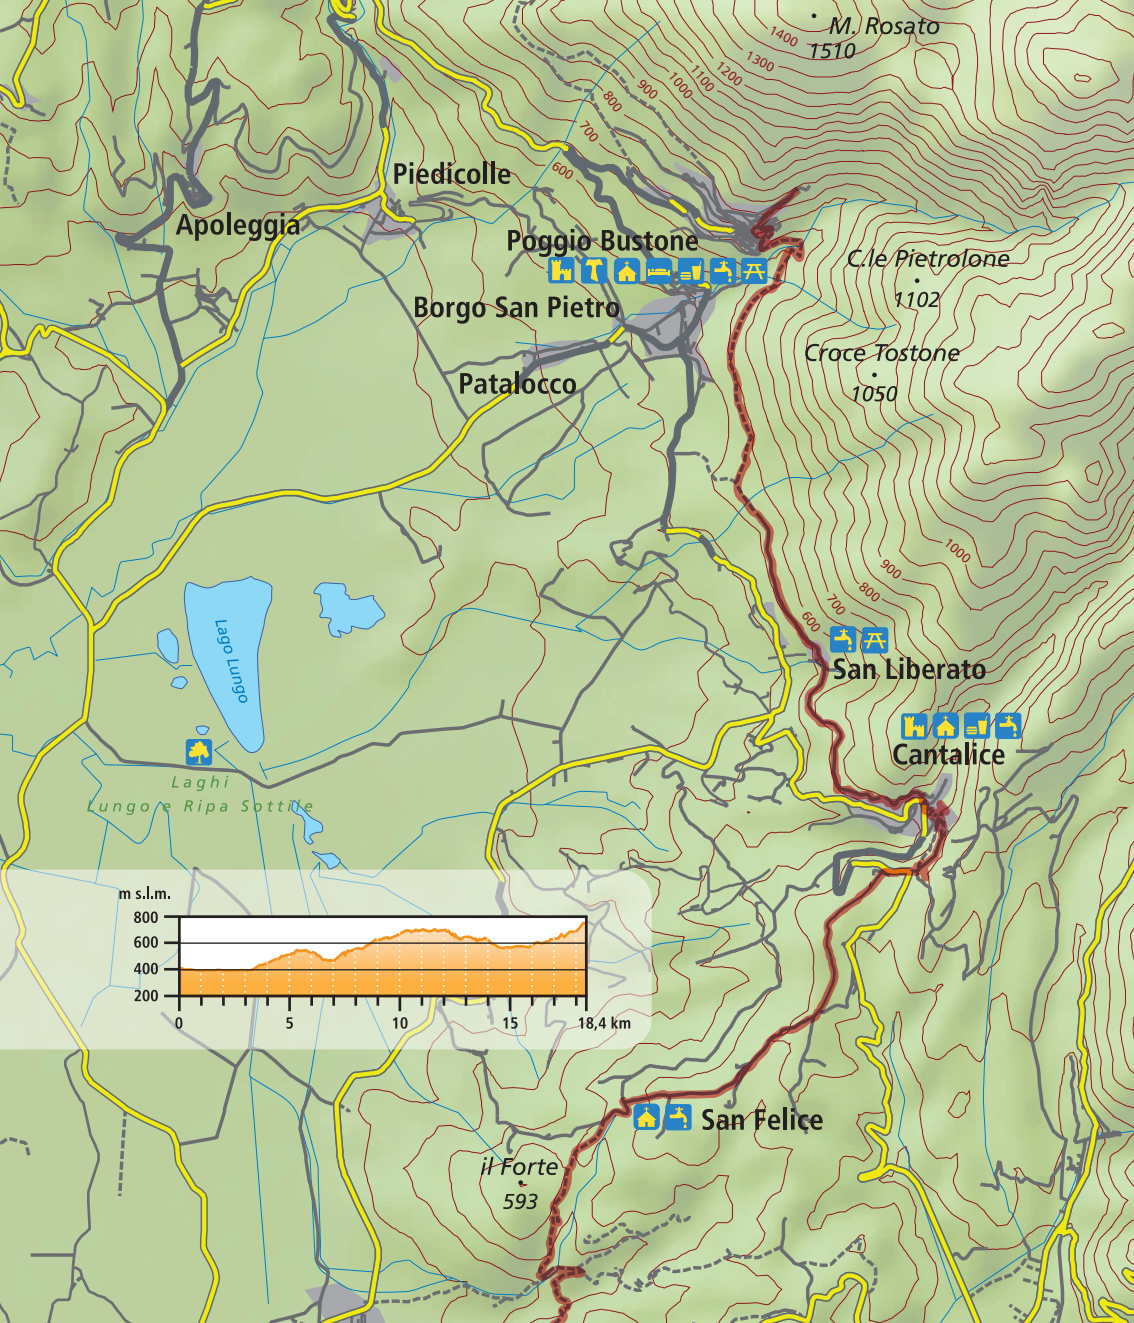 M. Rosato
1510
1400
1300
1200
1100
1000
900
800
700
600
Piedicolle
Apoleggia
Poggio Bustone
C.le Pietrolone
1102
Borgo San Pietro
Croce Tostone
1050
Patalocco
1000
900
800
700
600
Lago Lungo
San Liberato
Cantalice
Laghi
Lungo e Ripa Sottile
m s.l.m.
800
600
400
200
0 5 10 15 18,4 km
San Felice
il Forte
593